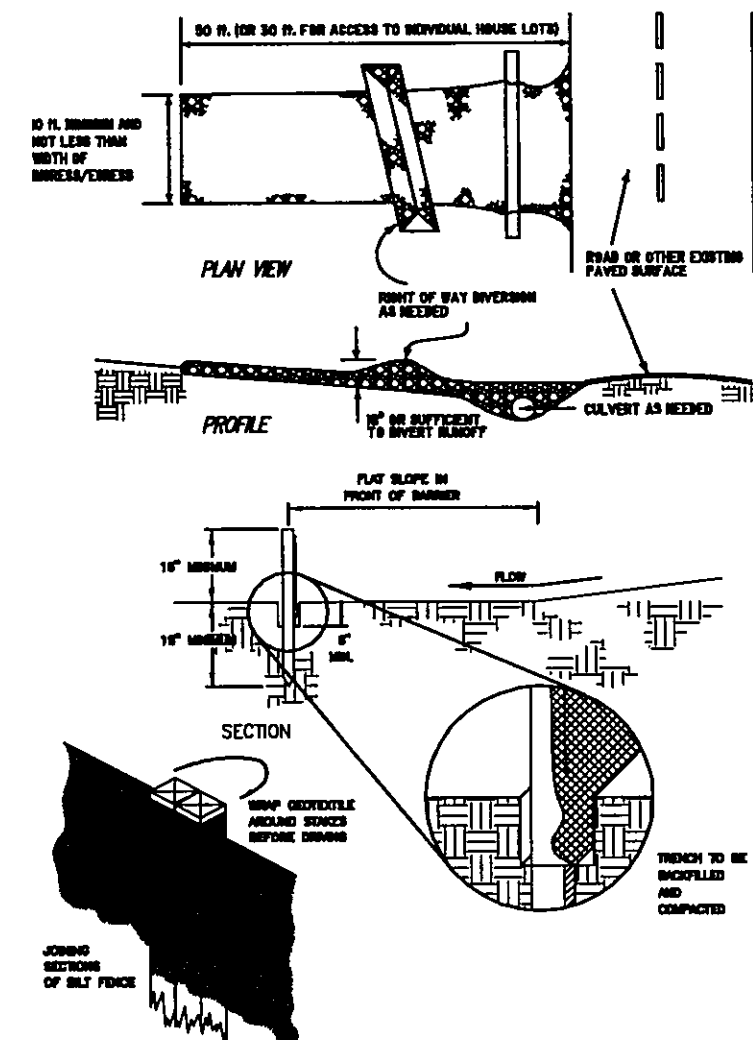 50 ft. (OR 30 ft. FOR ACCESS TO INDIVIDUAL HOUSE LOTS)
10 ft. MINIMUM AND
NOT LESS THAN
WIDTH OF
INGRESS/EGRESS
PLAN VIEW
RIGHT OF WAY DIVERSION
AS NEEDED
ROAD OR OTHER EXISTING
PAVED SURFACE
PROFILE
18" OR SUFFICIENT
TO DIVERT RUNOFF
CULVERT AS NEEDED
FLAT SLOPE IN
FRONT OF BARRIER
MINIMUM
FLOW
MINIMUM
MIN.
SECTION
WRAP GEOTEXTILE
AROUND STAKES
BEFORE DRIVING
TRENCH TO BE
BACKFILLED
AND
COMPACTED
JOINING
SECTIONS
OF SILT FENCE